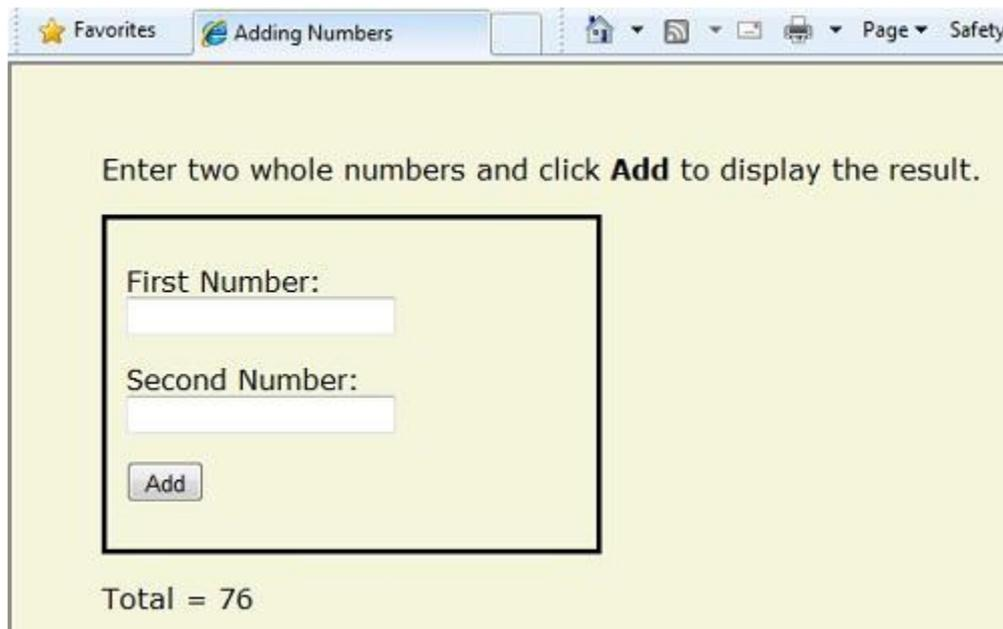 Favorites Adding Numbers Page Safety
Enter two whole numbers and click Add to display the result.
First Number:
Second Number:
Add
Total = 76